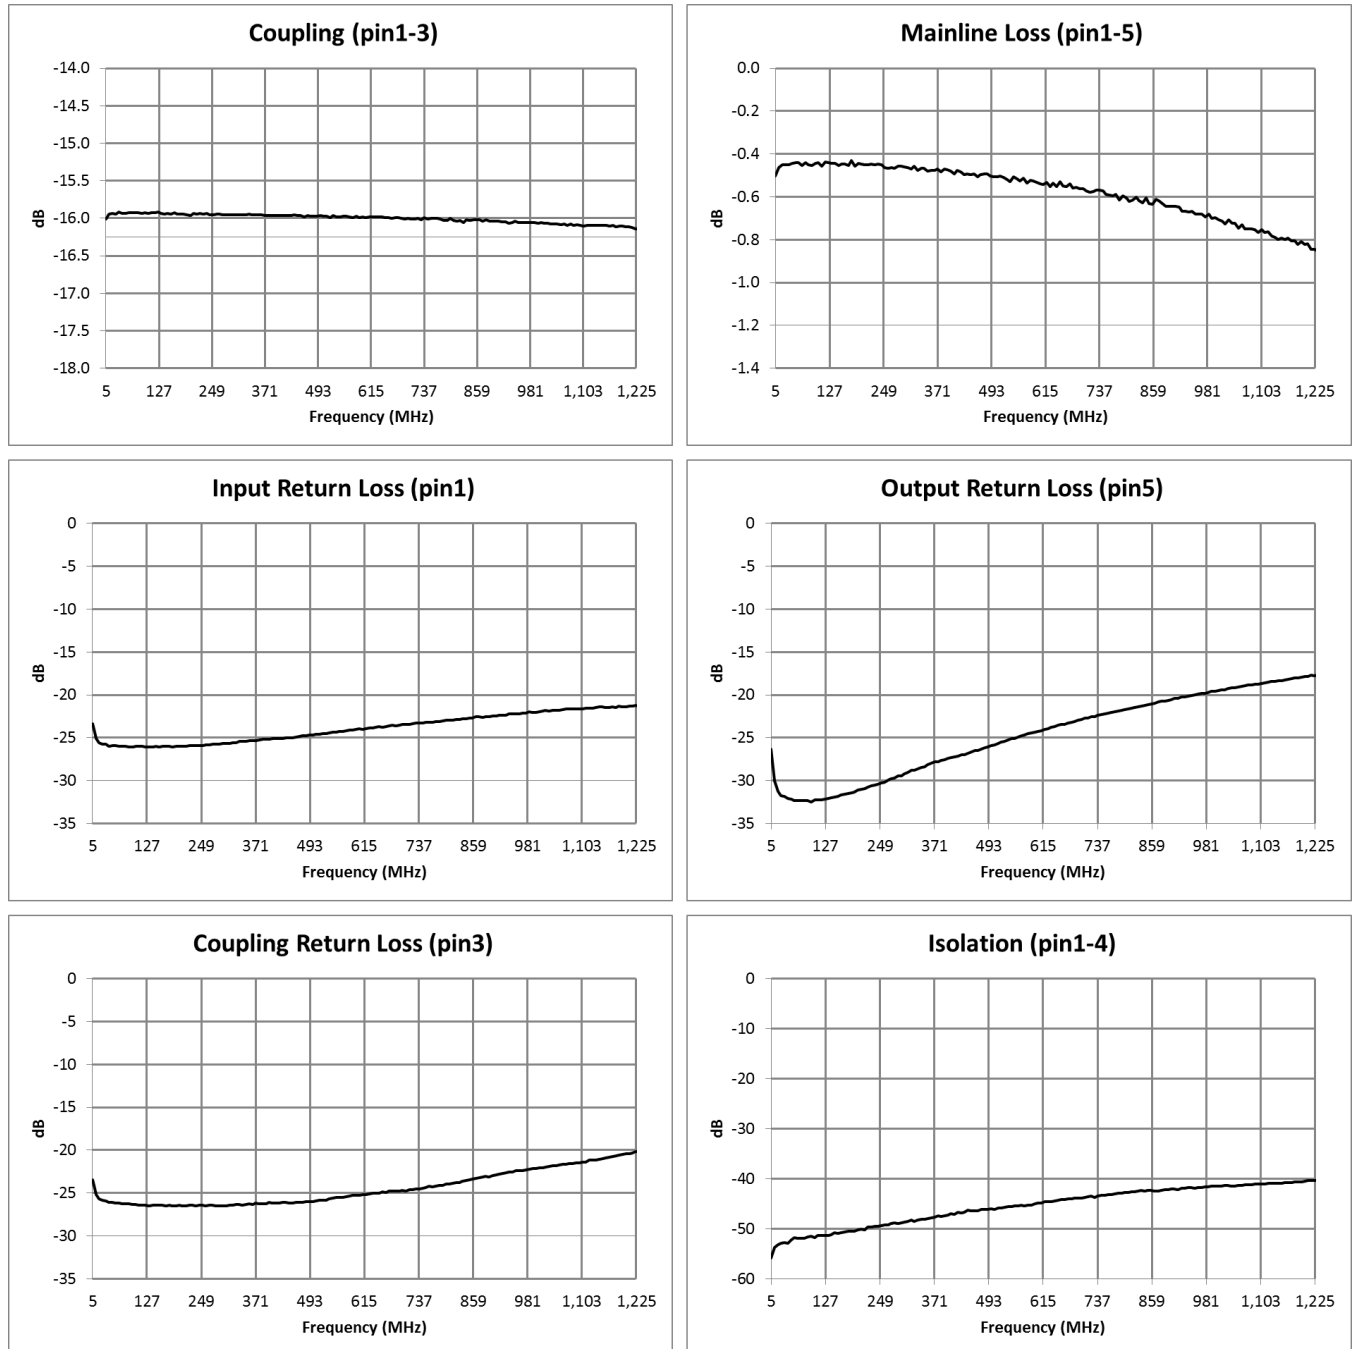 Coupling (pin1-3)
-14.0
-14.5
-15.0
-15.5
-16.0
-16.5
-17.0
-17.5
-18.0
dB
5 127 249 371 493 615 737 859 981 1,103 1,225
Frequency (MHz)
Mainline Loss (pin1-5)
0.0
-0.2
-0.4
-0.6
-0.8
-1.0
-1.2
-1.4
dB
5 127 249 371 493 615 737 859 981 1,103 1,225
Frequency (MHz)
Input Return Loss (pin1)
0
-5
-10
-15
-20
-25
-30
-35
dB
5 127 249 371 493 615 737 859 981 1,103 1,225
Frequency (MHz)
Output Return Loss (pin5)
0
-5
-10
-15
-20
-25
-30
-35
dB
5 127 249 371 493 615 737 859 981 1,103 1,225
Frequency (MHz)
Coupling Return Loss (pin3)
0
-5
-10
-15
-20
-25
-30
-35
dB
5 127 249 371 493 615 737 859 981 1,103 1,225
Frequency (MHz)
Isolation (pin1-4)
0
-10
-20
-30
-40
-50
-60
dB
5 127 249 371 493 615 737 859 981 1,103 1,225
Frequency (MHz)